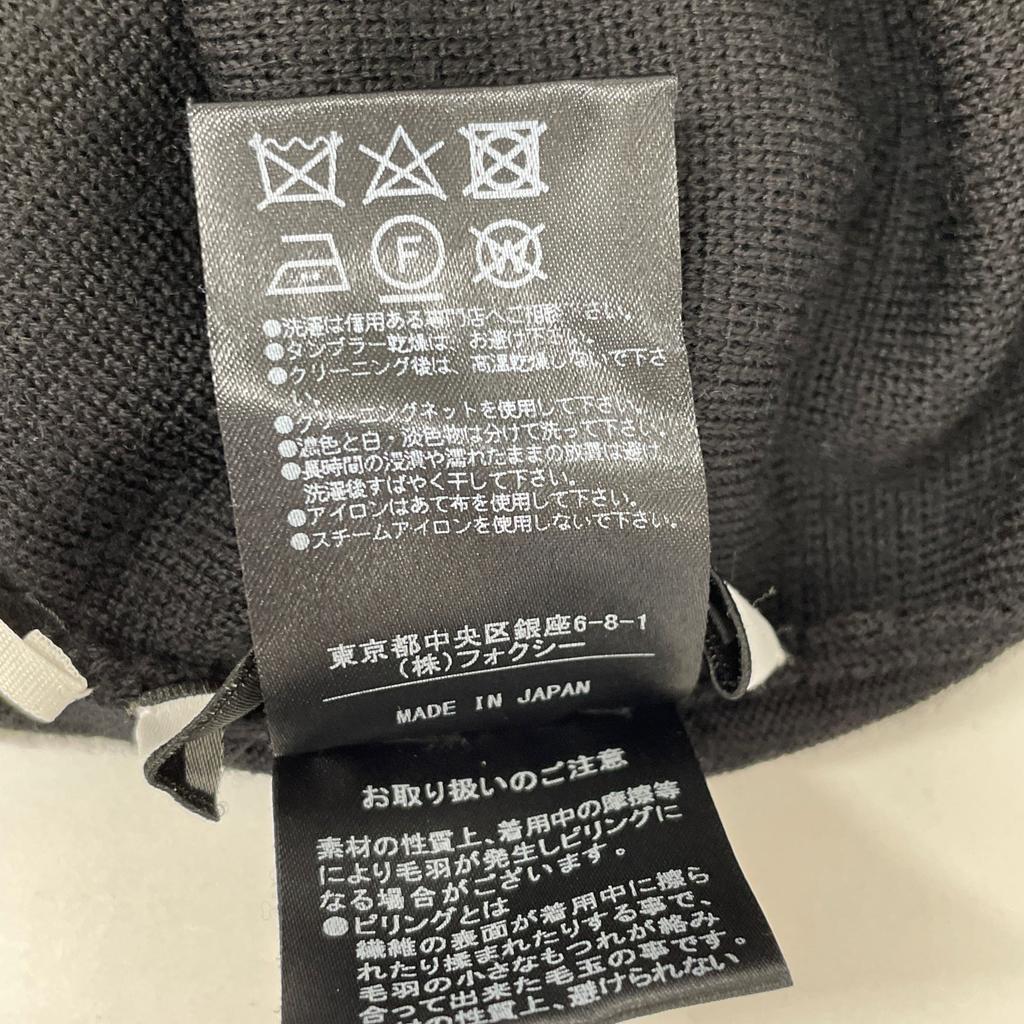 F
W
●洗濯は信用ある専門店へご相談下さい。
●タンブラー乾燥は、お避け下さい。
●クリーニング後は、高温乾燥しないで下さ
い。
●クリーニングネットを使用して下さい。
●濃色と白・淡色物は分けて洗って下さい。
●長時間の浸漬や濡れたままの放置は避け、
洗濯後すばやく干して下さい。
●アイロンはあて布を使用して下さい。
●スチームアイロンを使用しないで下さい。
東京都中央区銀座6-8-1
(株)フォクシー
MADE IN JAPAN
お取り扱いのご注意
素材の性質上、着用中の摩擦等
により毛羽が発生しピリングに
なる場合がございます。
●ピリングとは
繊維の表面が着用中に擦ら
れたり揉まれたりする事で、
毛羽の小さなもつれが絡み
合って出来た毛玉の事です。
の性質上、避けられない